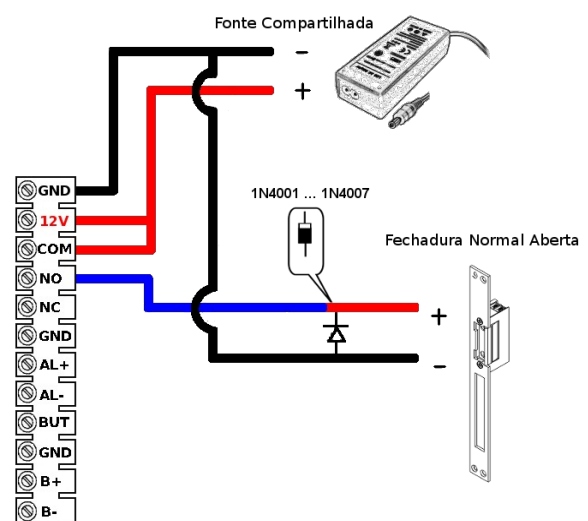 Fonte Compartilhada
-
+
GND
12V
COM
NO
NC
GND
AL+
AL-
BUT
GND
B+
B-
1N4001 ... 1N4007
Fechadura Normal Aberta
+
-